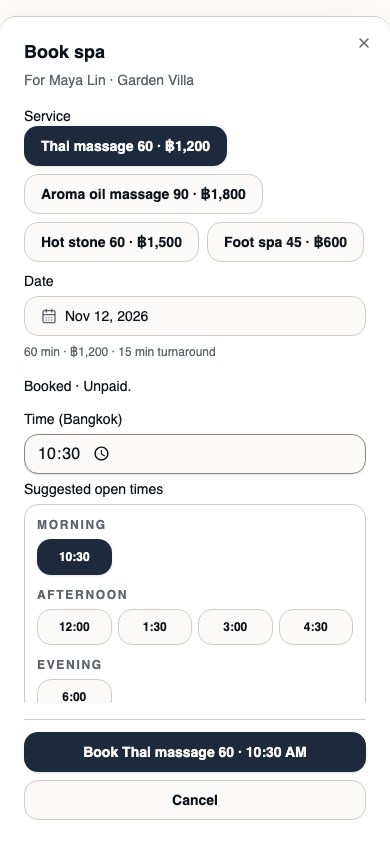 Book spa
For Maya Lin · Garden Villa
Service
Thai massage 60 · ฿1,200
Aroma oil massage 90 · ฿1,800
Hot stone 60 · ฿1,500
Foot spa 45 · ฿600
Date
Nov 12, 2026
60 min · ฿1,200 · 15 min turnaround
Booked · Unpaid.
Time (Bangkok)
10:30
Suggested open times
MORNING
10:30
AFTERNOON
12:00 1:30 3:00 4:30
EVENING
6:00
Book Thai massage 60 · 10:30 AM
Cancel